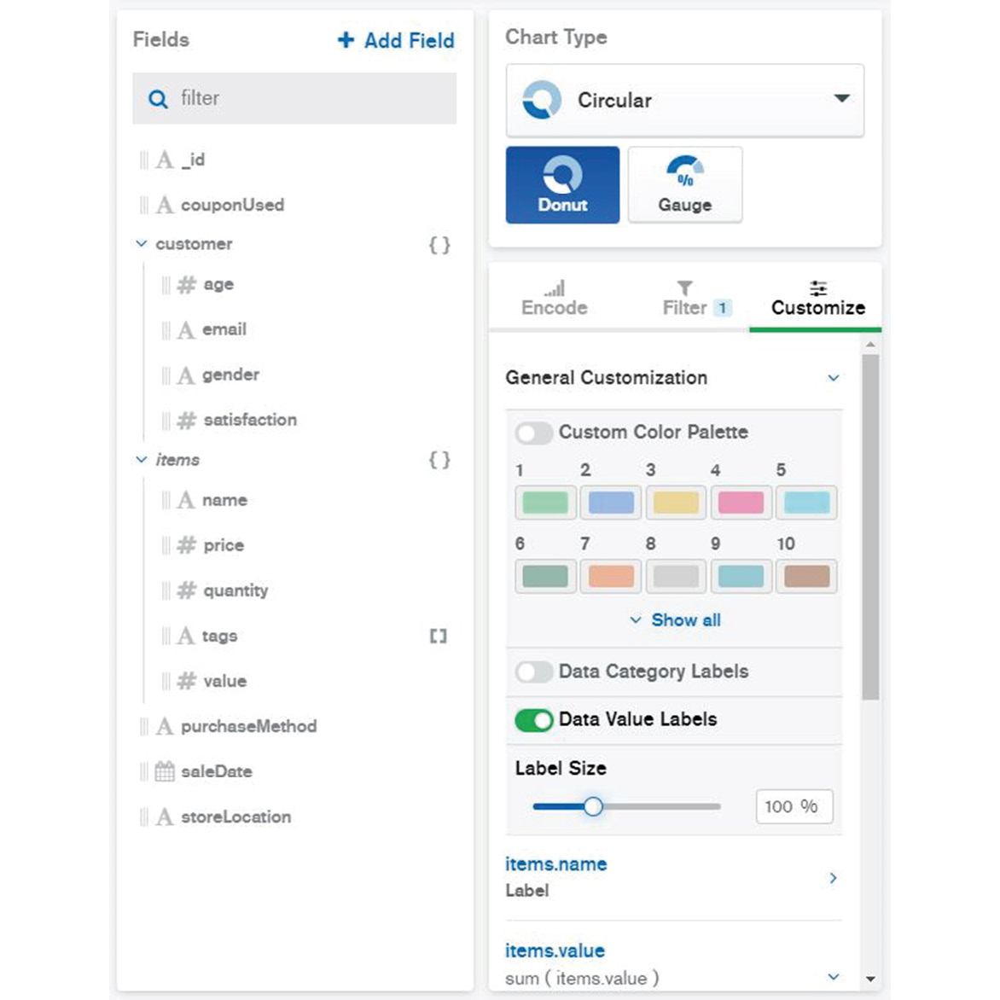 Fields
+ Add Field
filter
A _id
A couponUsed
customer { }
# age
A email
A gender
# satisfaction
items { }
A name
# price
# quantity
A tags [ ]
# value
A purchaseMethod
saleDate
A storeLocation
Chart Type
Circular
Donut
%
Gauge
Encode
Filter 1
Customize
General Customization
Custom Color Palette
1 2 3 4 5
6 7 8 9 10
Show all
Data Category Labels
Data Value Labels
Label Size
100 %
items.name
Label
items.value
sum ( items.value )